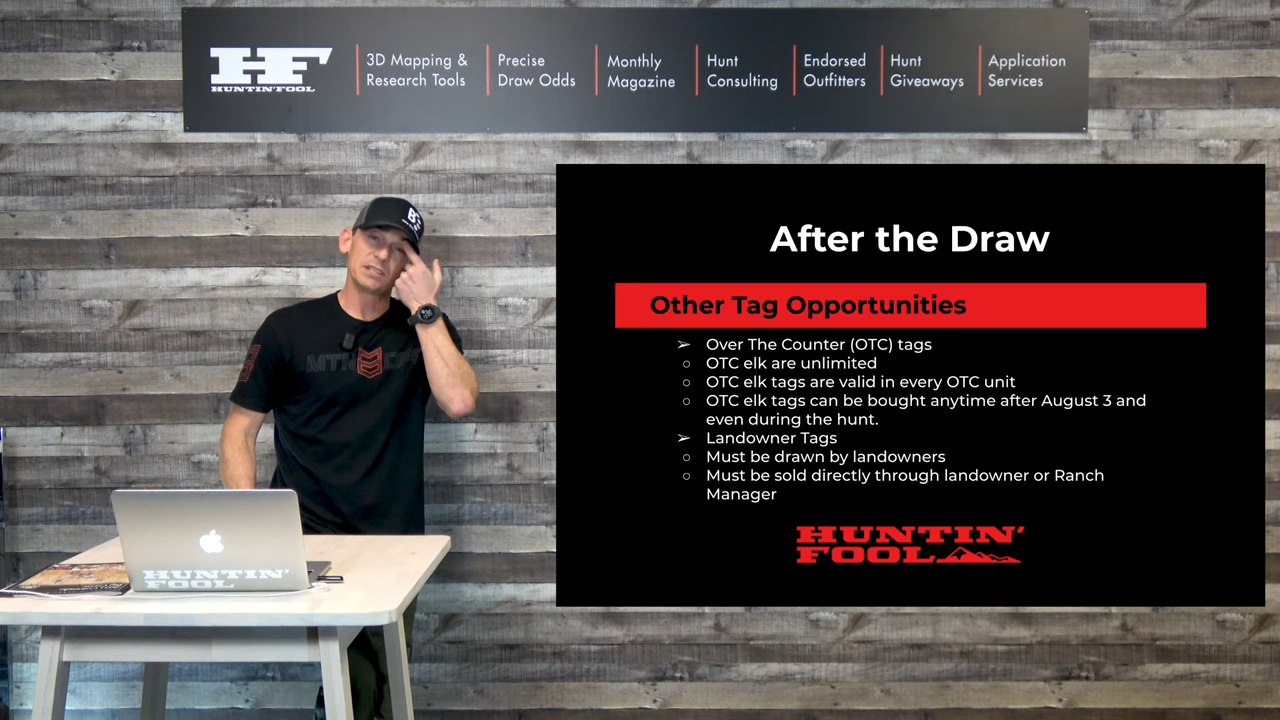 HF
HUNTIN'FOOL
3D Mapping &
Research Tools
Precise
Draw Odds
Monthly
Magazine
Hunt
Consulting
Endorsed
Outfitters
Hunt
Giveaways
Application
Services
After the Draw
Other Tag Opportunities
➢ Over The Counter (OTC) tags
○ OTC elk are unlimited
○ OTC elk tags are valid in every OTC unit
○ OTC elk tags can be bought anytime after August 3 and
even during the hunt.
➢ Landowner Tags
○ Must be drawn by landowners
○ Must be sold directly through landowner or Ranch
Manager
HUNTIN'
FOOL
MTN
HUNTIN'
FOOL